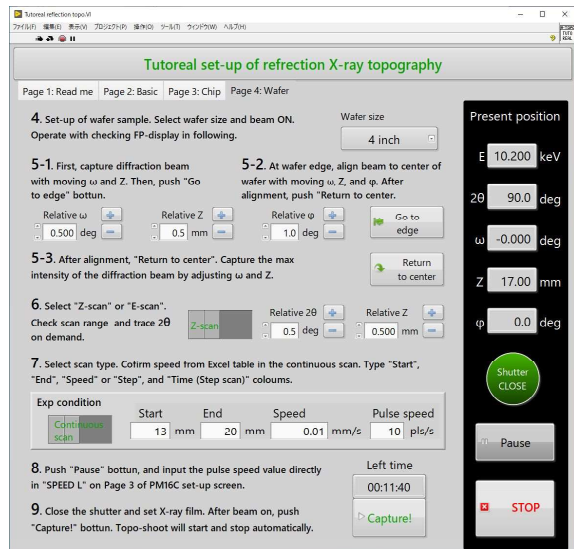 Tutoreal reflection topo.VI
ファイル(F) 編集(E) 表示(V) プロジェクト(P) 操作(O) ツール(T) ウィンドウ(W) ヘルプ(H)
TUTO
REAL
Tutoreal set-up of refrection X-ray topography
Page 1: Read me Page 2: Basic Page 3: Chip Page 4: Wafer
4. Set-up of wafer sample. Select wafer size and beam ON.
Operate with checking FP-display in following.
Wafer size
4 inch
5-1. First, capture diffraction beam
with moving ω and Z. Then, push "Go
to edge" bottun.
5-2. At wafer edge, align beam to center of
wafer with moving ω, Z, and φ. After
alignment, push "Return to center.
Relative ω
0.500 deg
Relative Z
0.5 mm
Relative φ
1.0 deg
Go to
edge
5-3. After alignment, "Return to center". Capture the max
intensity of the diffraction beam by adjusting ω and Z.
Return
to center
6. Select "Z-scan" or "E-scan".
Check scan range and trace 2θ
on demand.
Z-scan
Relative 2θ
0.5 deg
Relative Z
0.500 mm
7. Select scan type. Cofirm speed from Excel table in the continuous scan. Type "Start",
"End", "Speed" or "Step", and "Time (Step scan)" coloums.
Exp condition
Continuous
scan
Start
13 mm
End
20 mm
Speed
0.01 mm/s
Pulse speed
10 pls/s
8. Push "Pause" bottun, and input the pulse speed value directly
in "SPEED L" on Page 3 of PM16C set-up screen.
Left time
00:11:40
9. Close the shutter and set X-ray film. After beam on, push
"Capture!" bottun. Topo-shoot will start and stop automatically.
Capture!
Present position
E 10.200 keV
2θ 90.0 deg
ω -0.000 deg
Z 17.00 mm
φ 0.0 deg
Shutter
CLOSE
Pause
STOP